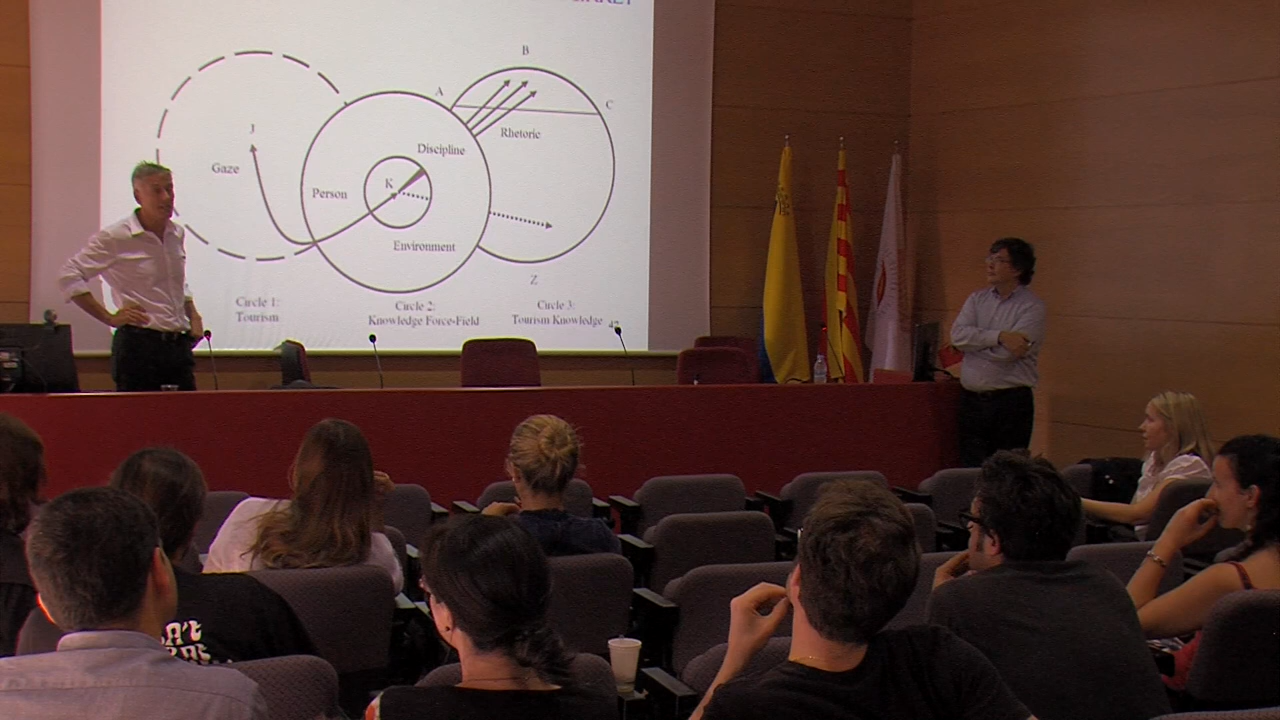 B
A
C
J
Rhetoric
Discipline
Gaze
K
Person
Environment
Z
Circle 1:
Tourism
Circle 2:
Knowledge Force-Field
Circle 3:
Tourism Knowledge